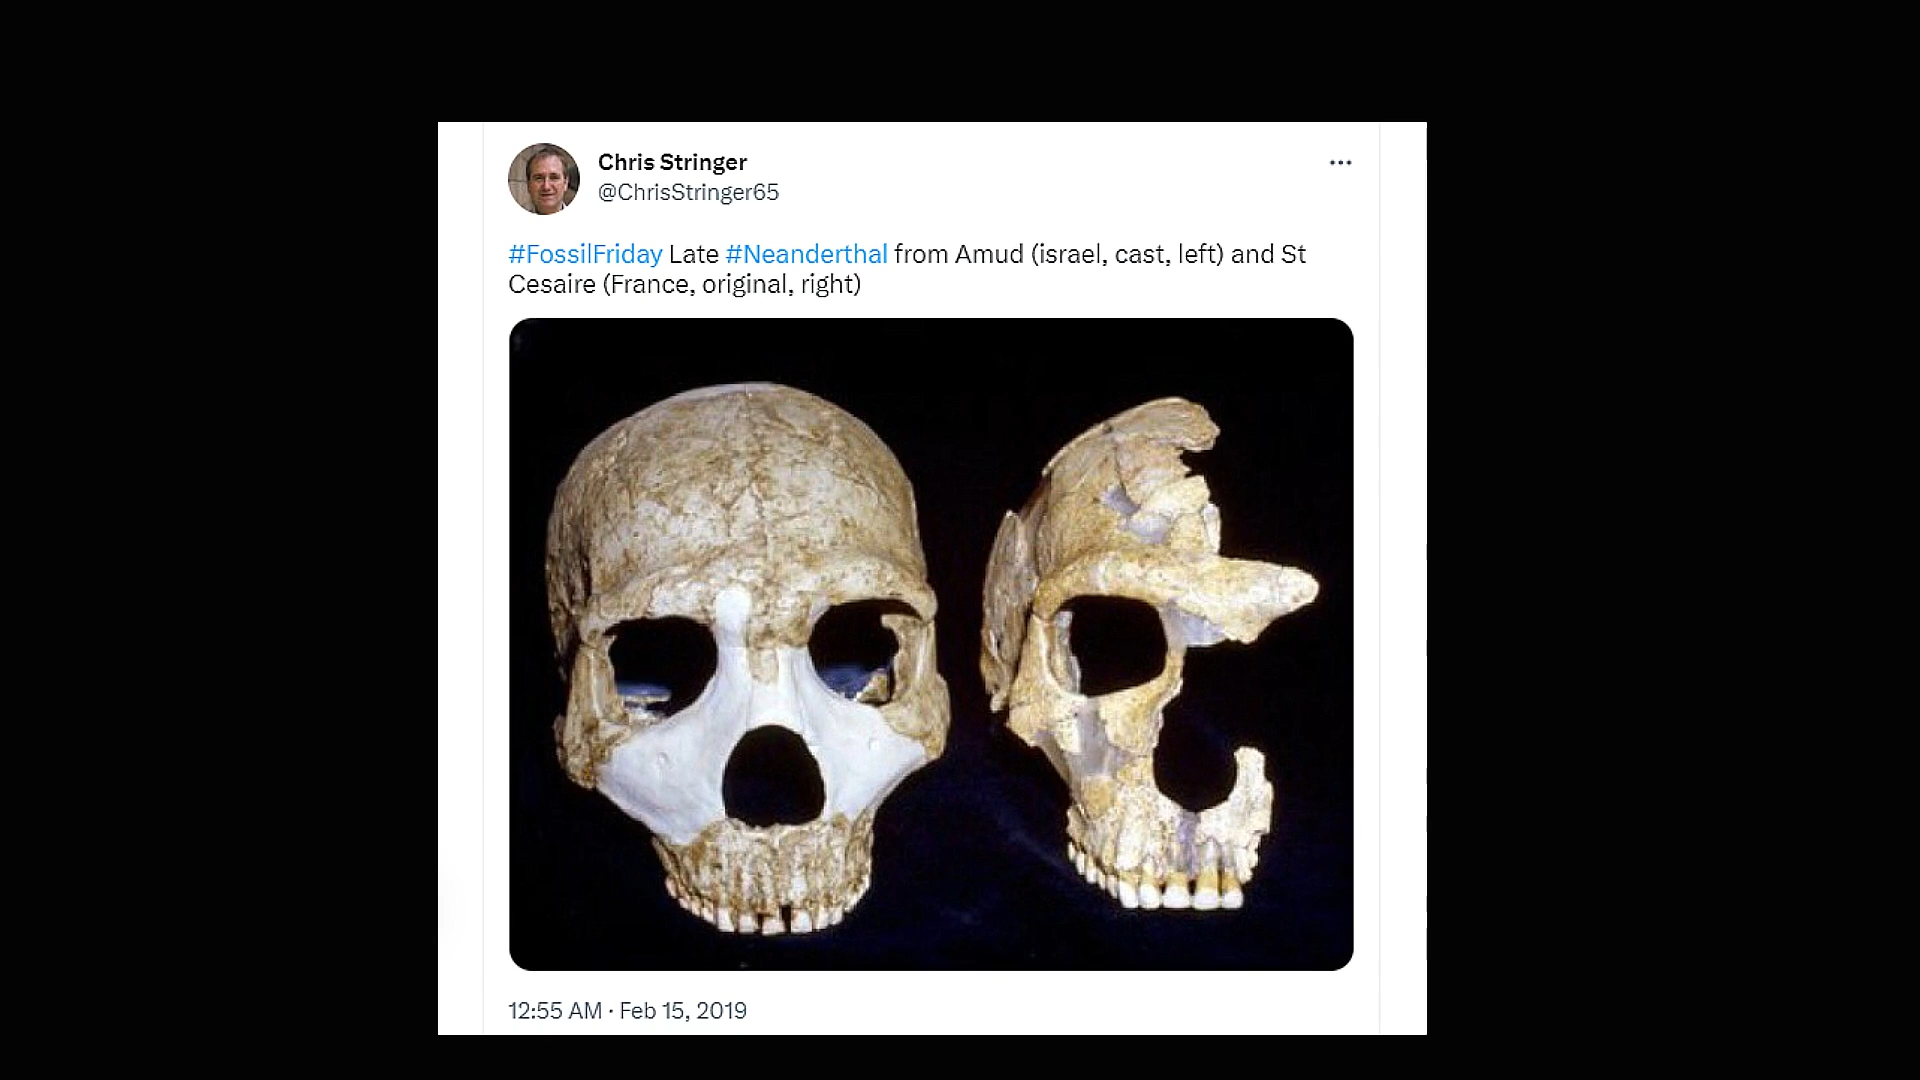 Chris Stringer
@ChrisStringer65
#FossilFriday Late #Neanderthal from Amud (israel, cast, left) and St
Cesaire (France, original, right)
12:55 AM · Feb 15, 2019